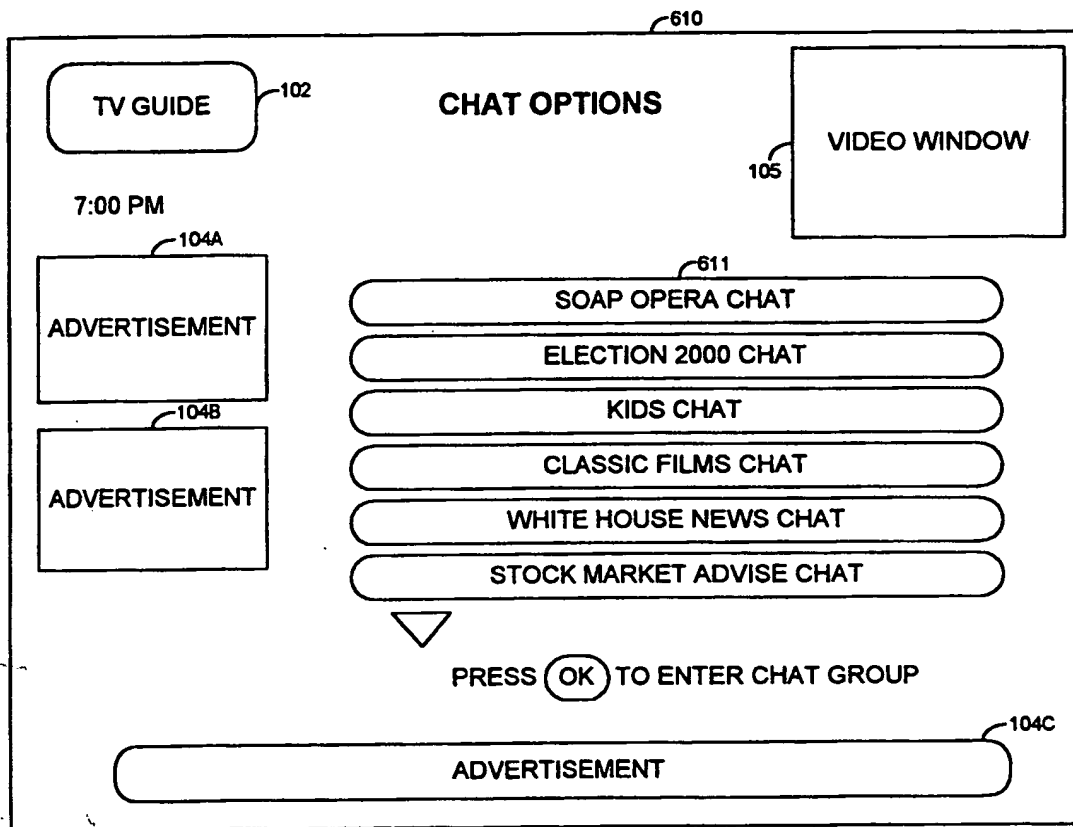 610
TV GUIDE
102
CHAT OPTIONS
VIDEO WINDOW
105
7:00 PM
104A
ADVERTISEMENT
104B
ADVERTISEMENT
611
SOAP OPERA CHAT
ELECTION 2000 CHAT
KIDS CHAT
CLASSIC FILMS CHAT
WHITE HOUSE NEWS CHAT
STOCK MARKET ADVISE CHAT
PRESS OK TO ENTER CHAT GROUP
104C
ADVERTISEMENT